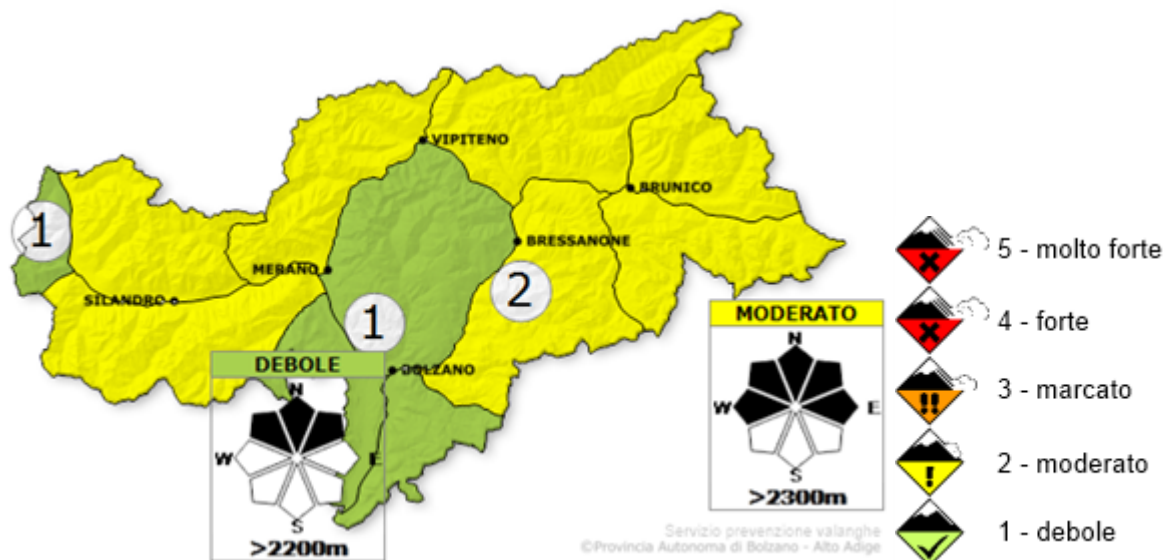 VIPITENO
BRUNICO
1
BRESSANONE
MERANO
2
SILANDRO
1
MODERATO
N
W E
S
>2300m
DEBOLE
BOLZANO
N
W E
S
>2200m
5 - molto forte
4 - forte
!!
3 - marcato
!
2 - moderato
1 - debole
Servizio prevenzione valanghe
©Provincia Autonoma di Bolzano - Alto Adige